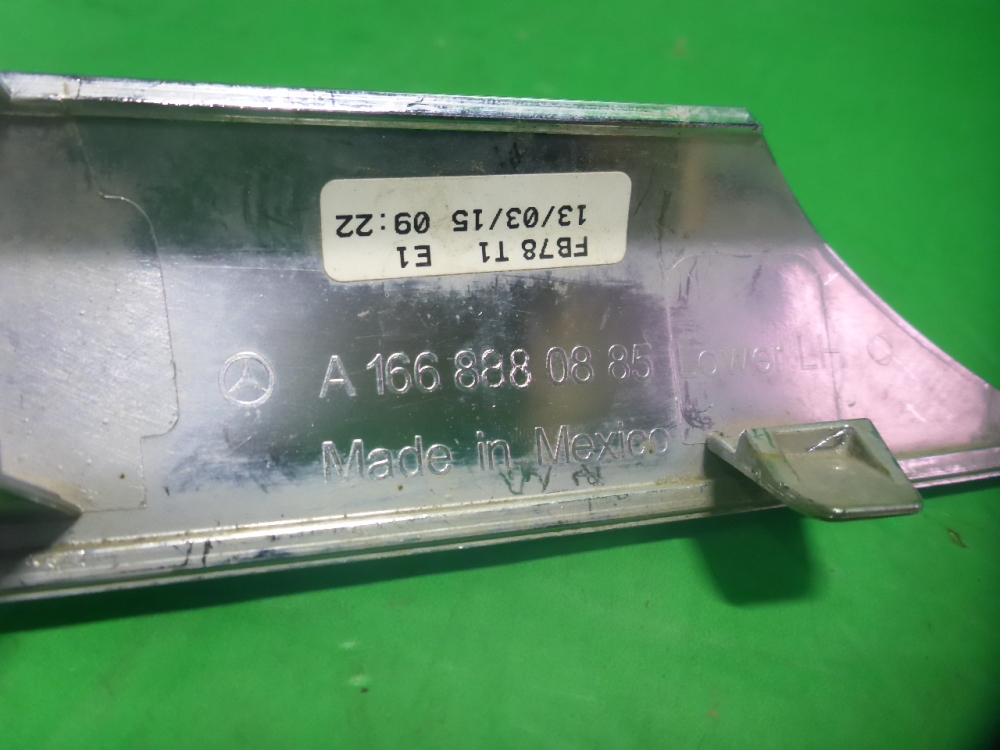 FB78 T1 E1
13/03/15 09:22
A 166 888 08 85 Lower LH
Made in Mexico